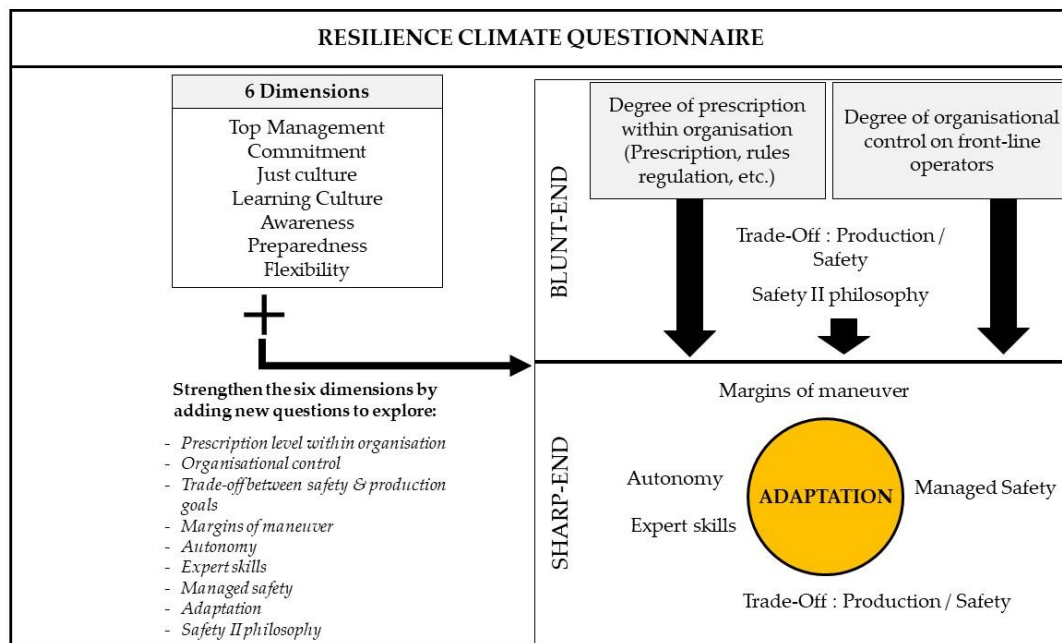 RESILIENCE CLIMATE QUESTIONNAIRE
6 Dimensions
Top Management
Commitment
Just culture
Learning Culture
Awareness
Preparedness
Flexibility
Strengthen the six dimensions by
adding new questions to explore:
- Prescription level within organisation
- Organisational control
- Trade-off between safety & production
goals
- Margins of maneuver
- Autonomy
- Expert skills
- Managed safety
- Adaptation
- Safety II philosophy
BLUNT-END
Degree of prescription
within organisation
(Prescription, rules
regulation, etc.)
Degree of organisational
control on front-line
operators
Trade-Off : Production /
Safety
Safety II philosophy
SHARP-END
Margins of maneuver
Autonomy
Expert skills
ADAPTATION
Managed Safety
Trade-Off : Production / Safety